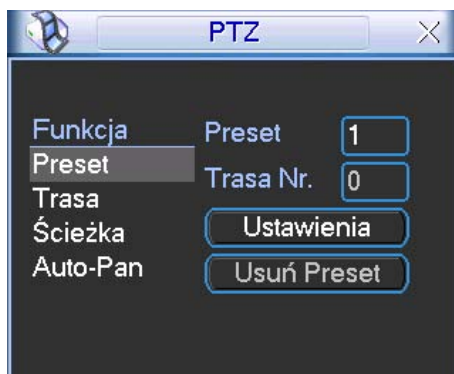 PTZ
Funkcja
Preset
Trasa
Ścieżka
Auto-Pan
Preset 1
Trasa Nr. 0
Ustawienia
Usuń Preset